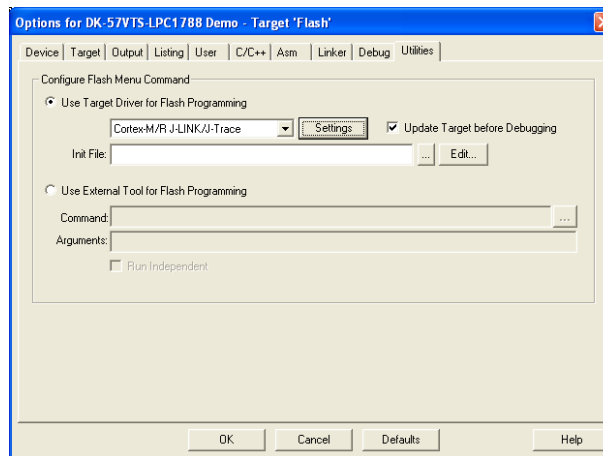 Options for DK-57VTS-LPC1788 Demo - Target 'Flash'
Device Target Output Listing User C/C++ Asm Linker Debug Utilities
Configure Flash Menu Command
Use Target Driver for Flash Programming
Cortex-M/R J-LINK/J-Trace Settings Update Target before Debugging
Init File: ... Edit...
Use External Tool for Flash Programming
Command: ...
Arguments:
Run Independent
OK Cancel Defaults Help